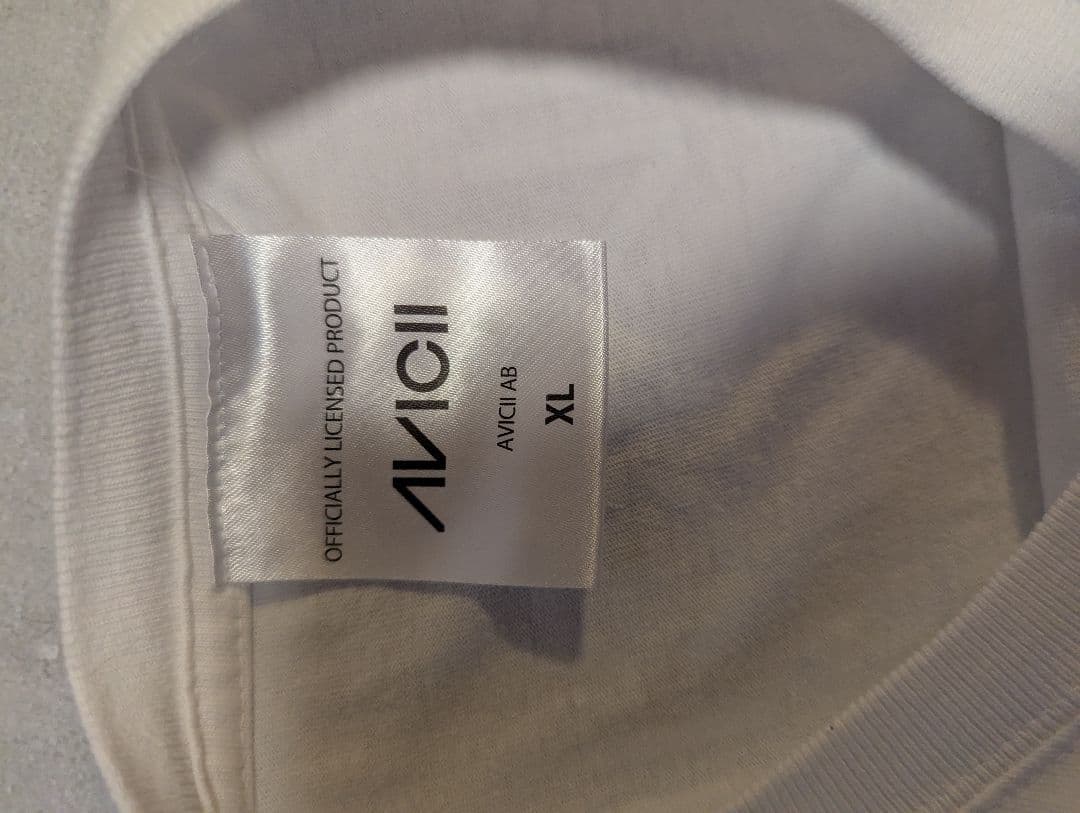 OFFICIALLY LICENSED PRODUCT
AVICII
AVICII AB
XL